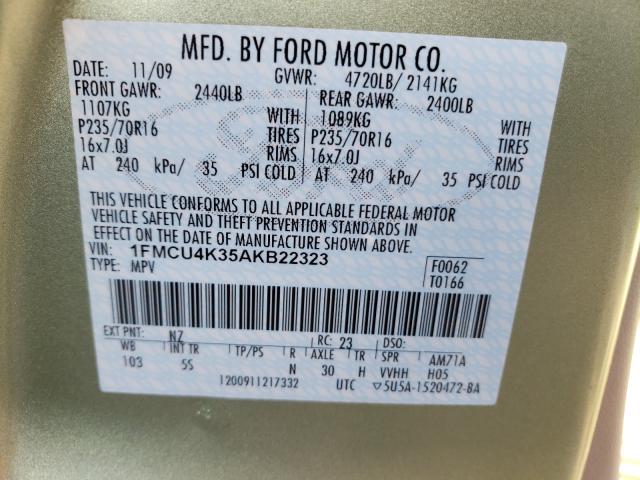 MFD. BY FORD MOTOR CO.
DATE: 11/09 GVWR: 4720LB/ 2141KG
FRONT GAWR: 2440LB REAR GAWR: 2400LB
1107KG WITH 1089KG WITH
P235/70R16 TIRES P235/70R16 TIRES
16x7.0J RIMS 16x7.0J RIMS
AT 240 kPa/ 35 PSI COLD AT 240 kPa/ 35 PSI COLD
THIS VEHICLE CONFORMS TO ALL APPLICABLE FEDERAL MOTOR
VEHICLE SAFETY AND THEFT PREVENTION STANDARDS IN
EFFECT ON THE DATE OF MANUFACTURE SHOWN ABOVE.
VIN: 1FMCU4K35AKB22323 F0062
TYPE: MPV T0166
EXT PNT: NZ RC: 23 DSO:
WB INT TR TP/PS R AXLE TR SPR AM71A
103 5S N 30 H VVHH H05
1200911217332 UTC ▽5U5A-1520472-BA